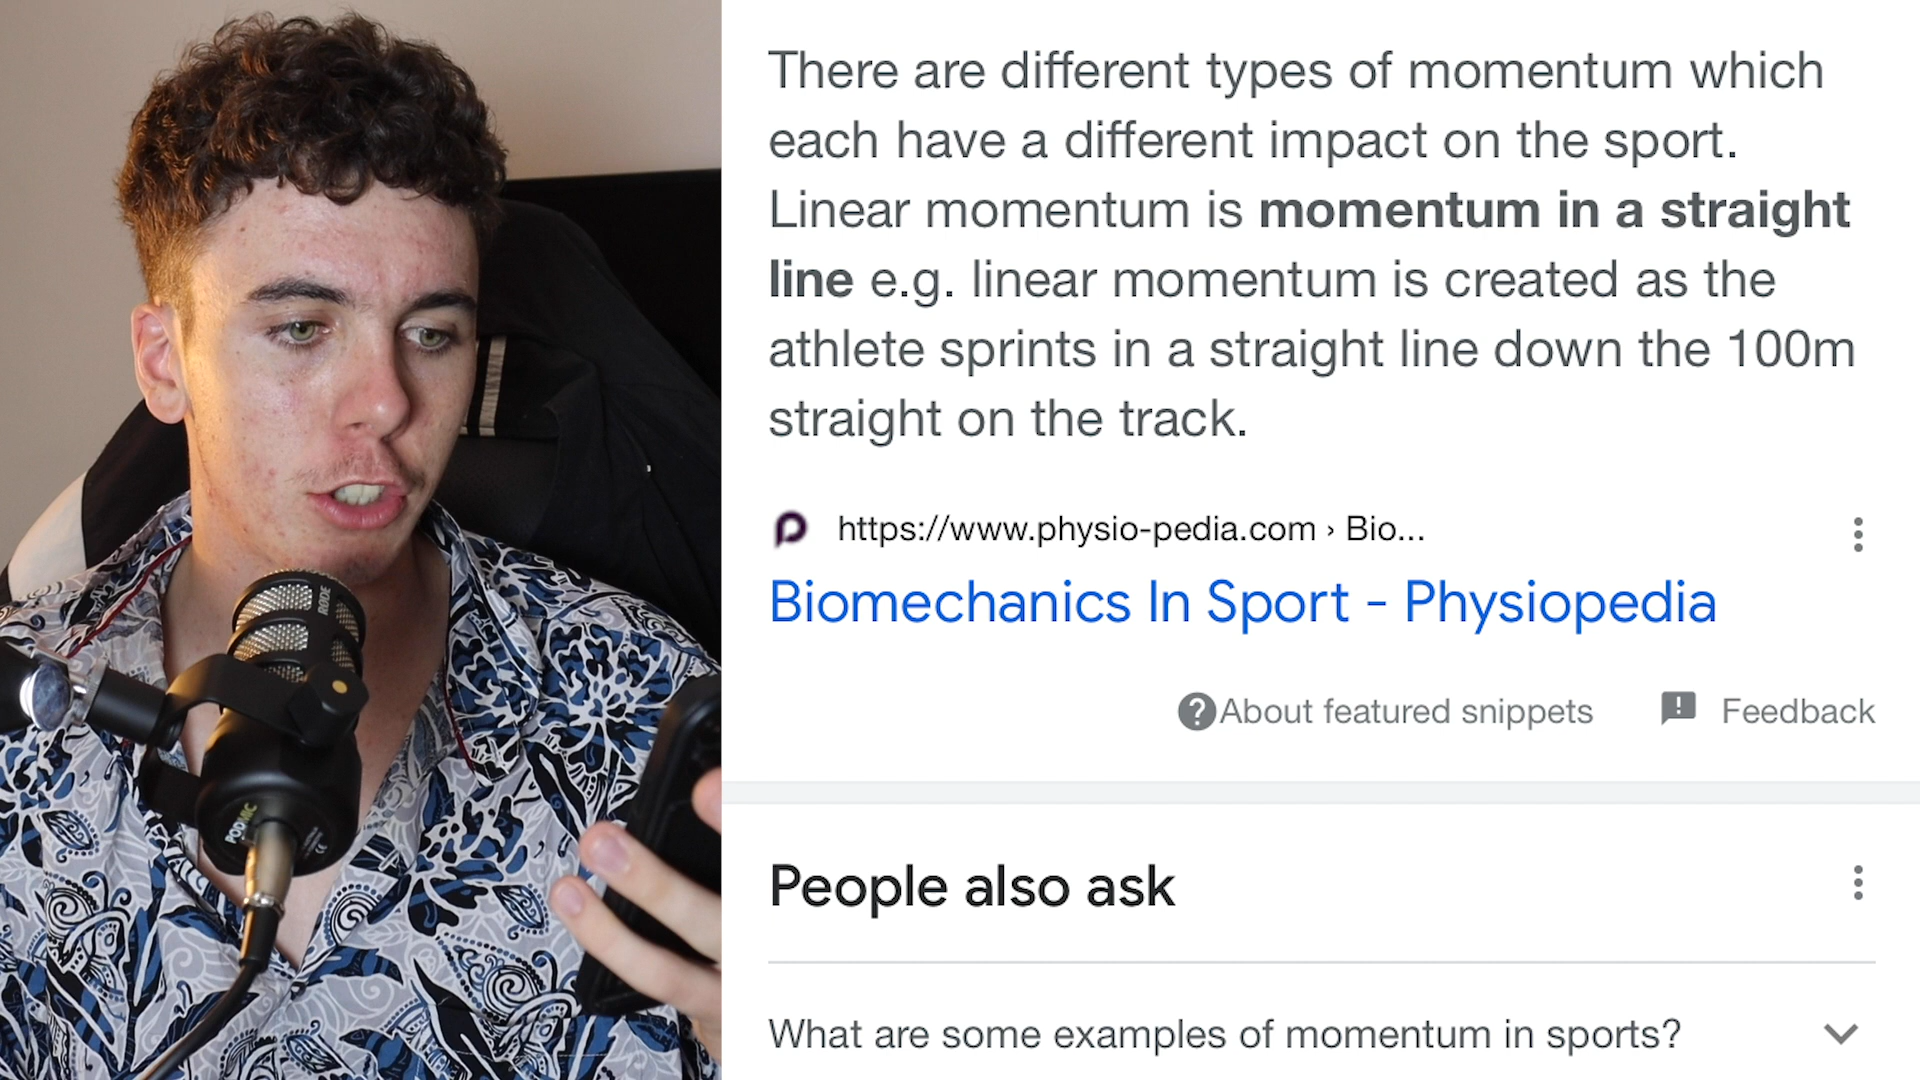 There are different types of momentum which
each have a different impact on the sport.
Linear momentum is momentum in a straight
line e.g. linear momentum is created as the
athlete sprints in a straight line down the 100m
straight on the track.
https://www.physio-pedia.com › Bio...
Biomechanics In Sport - Physiopedia
About featured snippets
Feedback
People also ask
What are some examples of momentum in sports?
RØDE
PODMIC